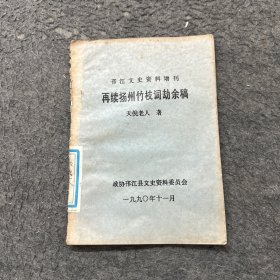 邗江文史资料增刊
再续扬州竹枝词劫余稿
天倪老人 著
政协邗江县文史资料委员会
一九九〇年十一月